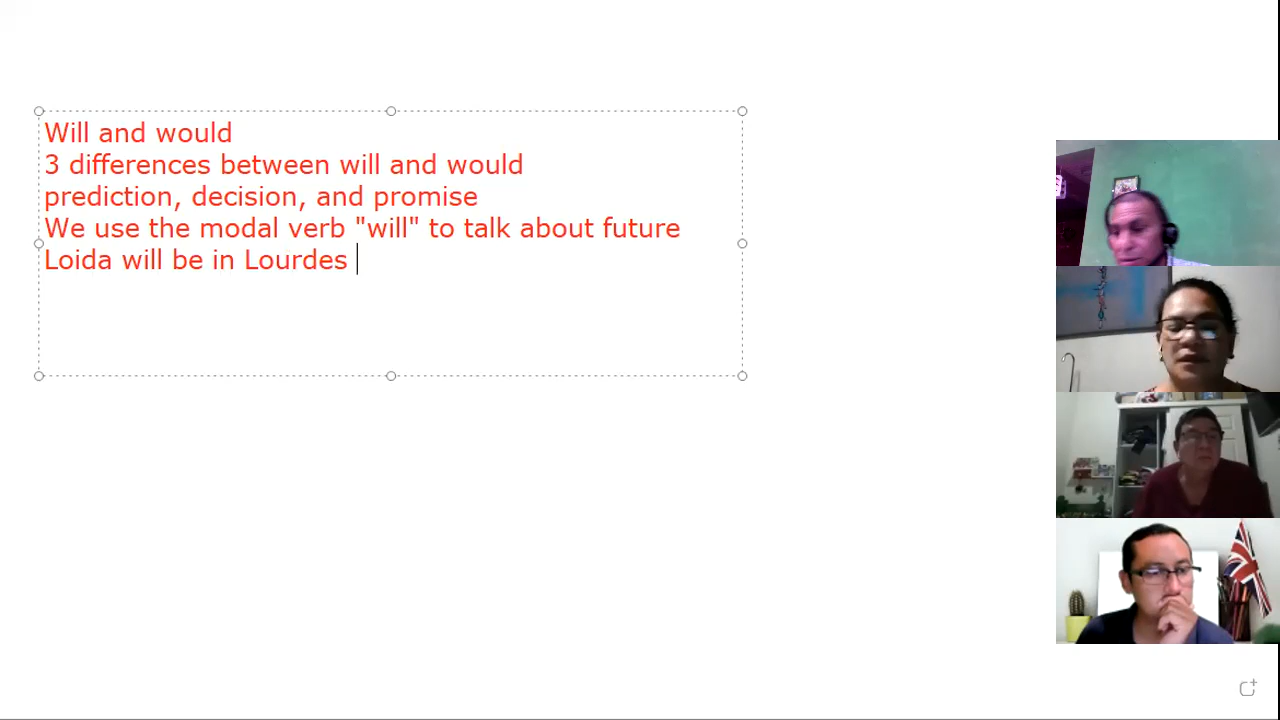 Will and would
3 differences between will and would
prediction, decision, and promise
We use the modal verb "will" to talk about future
Loida will be in Lourdes